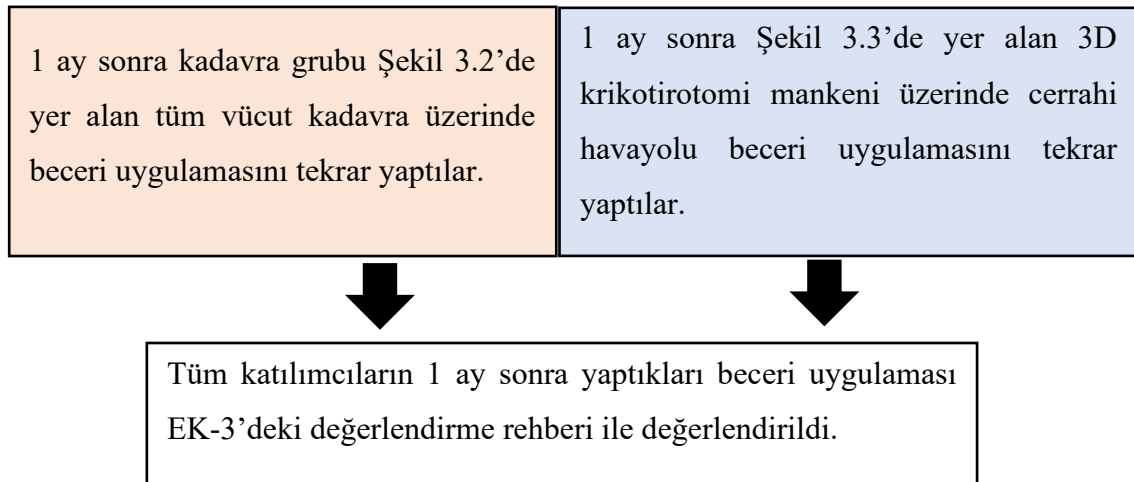 1 ay sonra kadavra grubu Şekil 3.2’de
yer alan tüm vücut kadavra üzerinde
beceri uygulamasını tekrar yaptılar.
1 ay sonra Şekil 3.3’de yer alan 3D
krikotirotomi mankeni üzerinde cerrahi
havayolu beceri uygulamasını tekrar
yaptılar.
Tüm katılımcıların 1 ay sonra yaptıkları beceri uygulaması
EK-3’deki değerlendirme rehberi ile değerlendirildi.